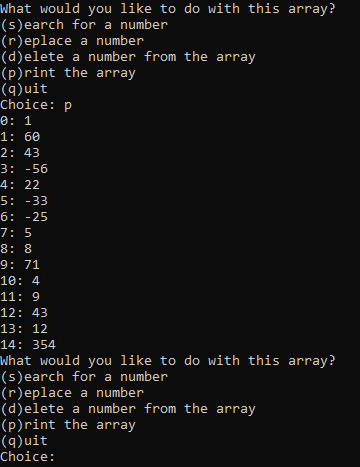 What would you like to do with this array?
(s)earch for a number
(r)eplace a number
(d)elete a number from the array
(p)rint the array
(q)uit
Choice: p
0: 1
1: 60
2: 43
3: -56
4: 22
5: -33
6: -25
7: 5
8: 8
9: 71
10: 4
11: 9
12: 43
13: 12
14: 354
What would you like to do with this array?
(s)earch for a number
(r)eplace a number
(d)elete a number from the array
(p)rint the array
(q)uit
Choice: